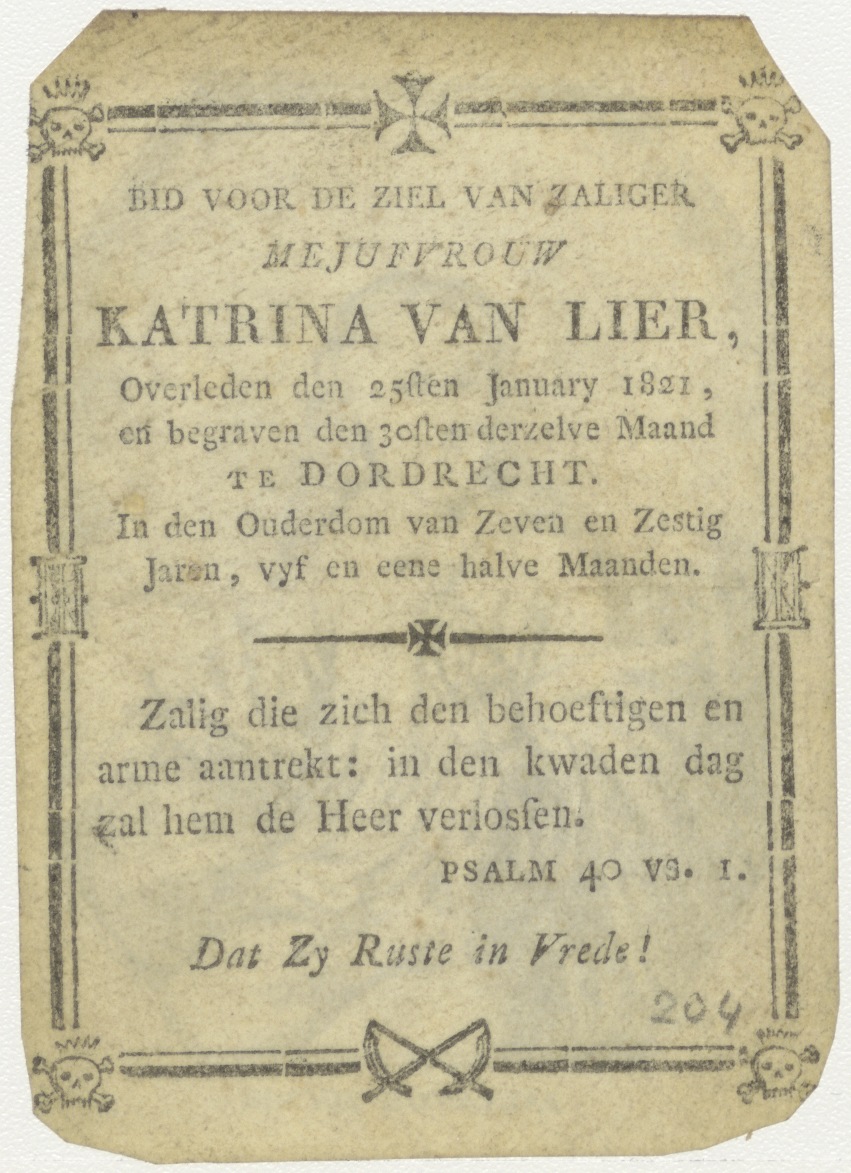 BID VOOR DE ZIEL VAN ZALIGER
MEJUFVROUW
KATRINA VAN LIER,
Overleden den 25ſten January 1821,
en begraven den 30ſten derzelve Maand
TE DORDRECHT.
In den Ouderdom van Zeven en Zestig
Jaren, vyf en eene halve Maanden.
Zalig die zich den behoeftigen en
arme aantrekt: in den kwaden dag
zal hem de Heer verlosſen.
PSALM 40 VS. 1.
Dat Zy Ruste in Vrede!
204